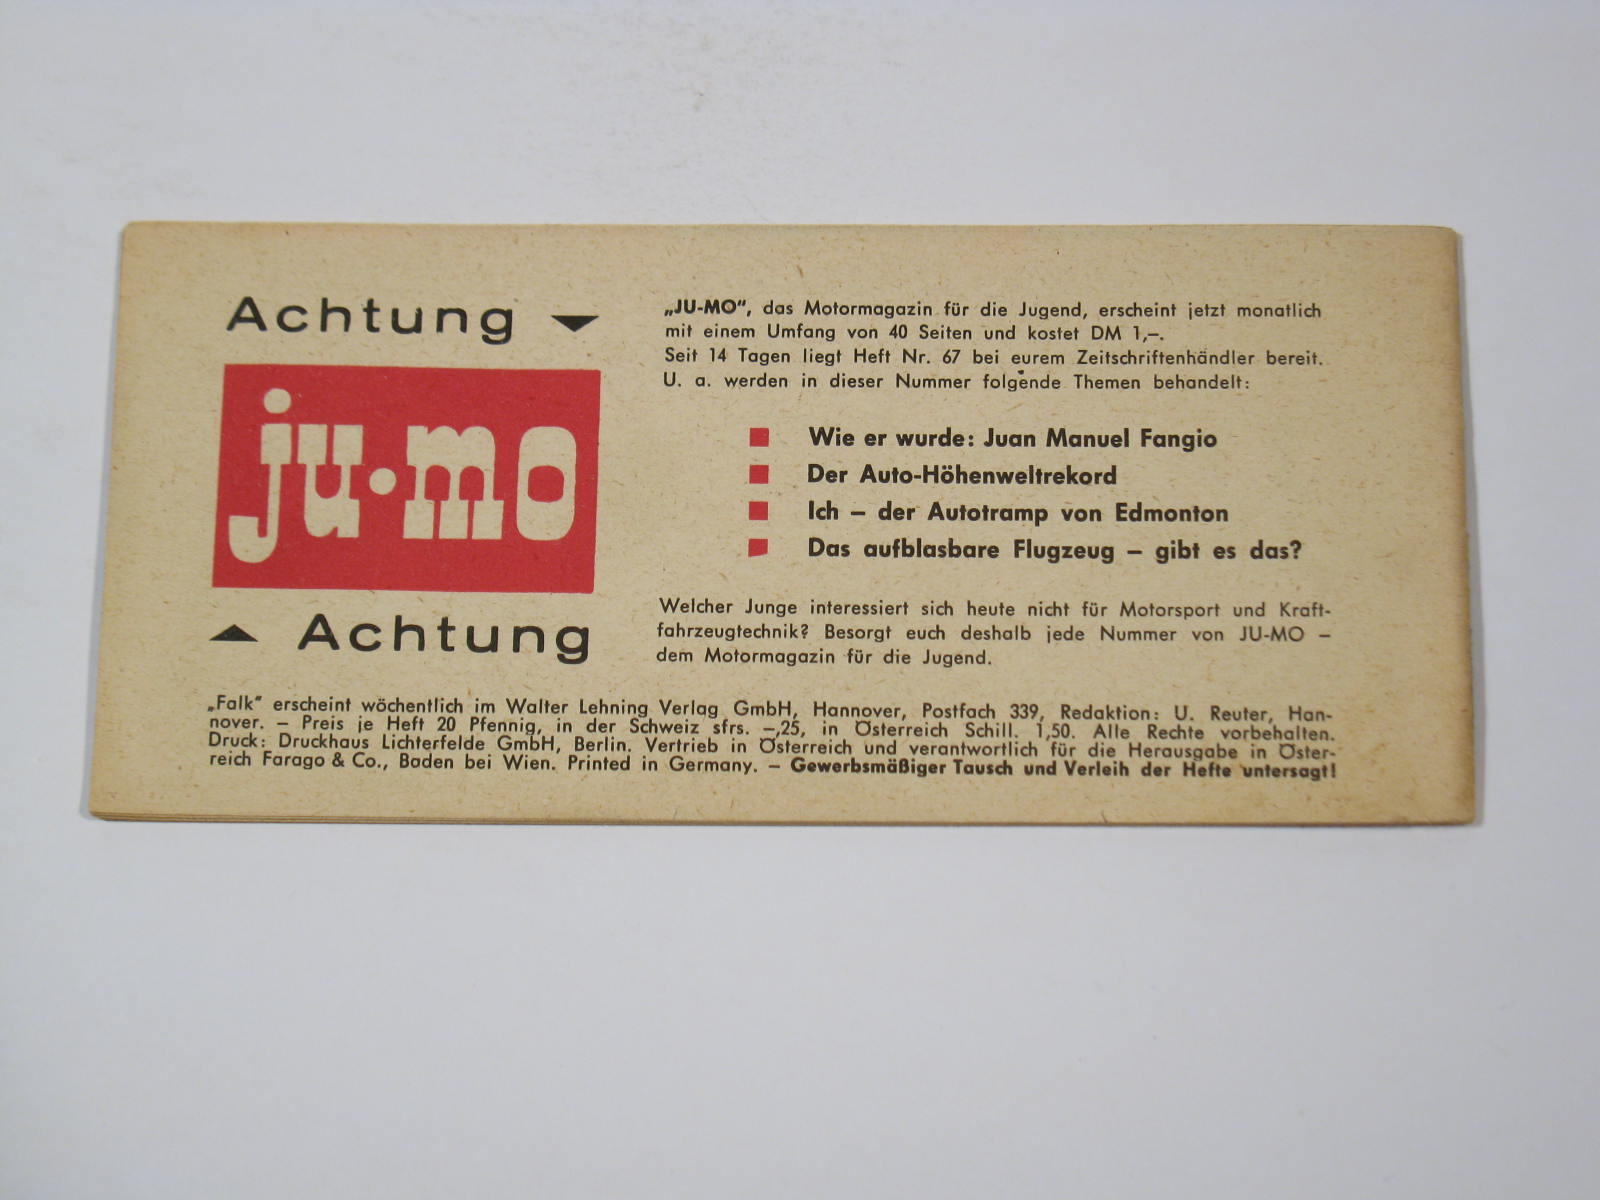 Achtung
ju·mo
Achtung
„JU-MO“, das Motormagazin für die Jugend, erscheint jetzt monatlich
mit einem Umfang von 40 Seiten und kostet DM 1,–.
Seit 14 Tagen liegt Heft Nr. 67 bei eurem Zeitschriftenhändler bereit.
U. a. werden in dieser Nummer folgende Themen behandelt:
Wie er wurde: Juan Manuel Fangio
Der Auto-Höhenweltrekord
Ich – der Autotramp von Edmonton
Das aufblasbare Flugzeug – gibt es das?
Welcher Junge interessiert sich heute nicht für Motorsport und Kraft-
fahrzeugtechnik? Besorgt euch deshalb jede Nummer von JU-MO –
dem Motormagazin für die Jugend.
„Falk“ erscheint wöchentlich im Walter Lehning Verlag GmbH, Hannover, Postfach 339, Redaktion: U. Reuter, Han-
nover. – Preis je Heft 20 Pfennig, in der Schweiz sfrs. –,25, in Österreich Schill. 1,50. Alle Rechte vorbehalten.
Druck: Druckhaus Lichterfelde GmbH, Berlin. Vertrieb in Österreich und verantwortlich für die Herausgabe in Öster-
reich Farago & Co., Baden bei Wien. Printed in Germany. – Gewerbsmäßiger Tausch und Verleih der Hefte untersagt!